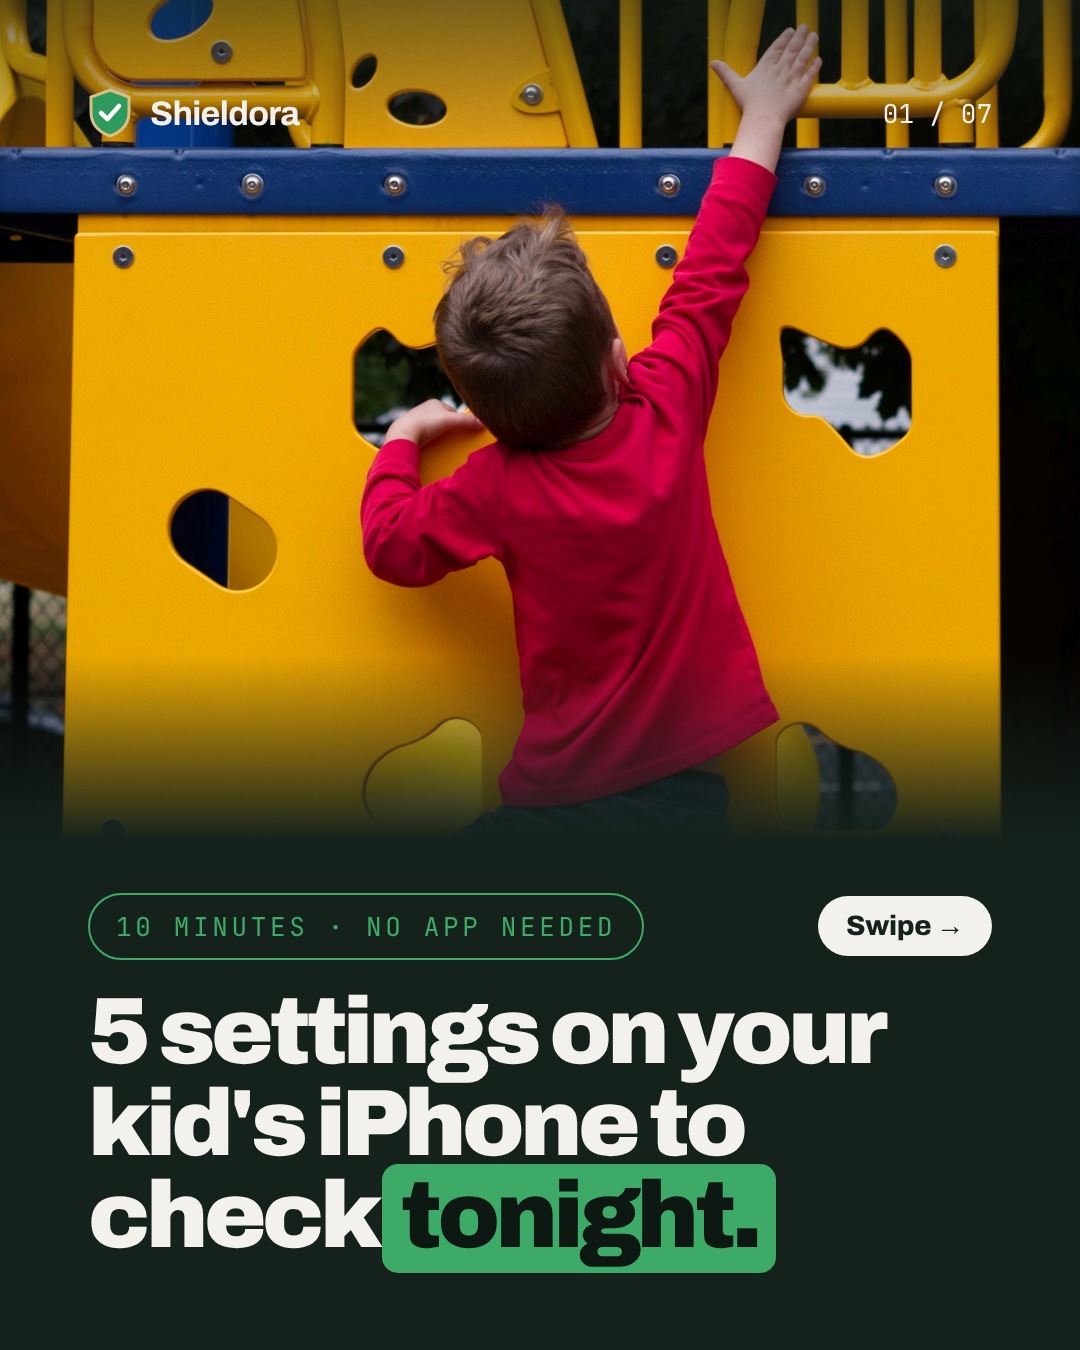 Shieldora
01 / 07
10 MINUTES · NO APP NEEDED
Swipe →
5 settings on your
kid's iPhone to
check tonight.